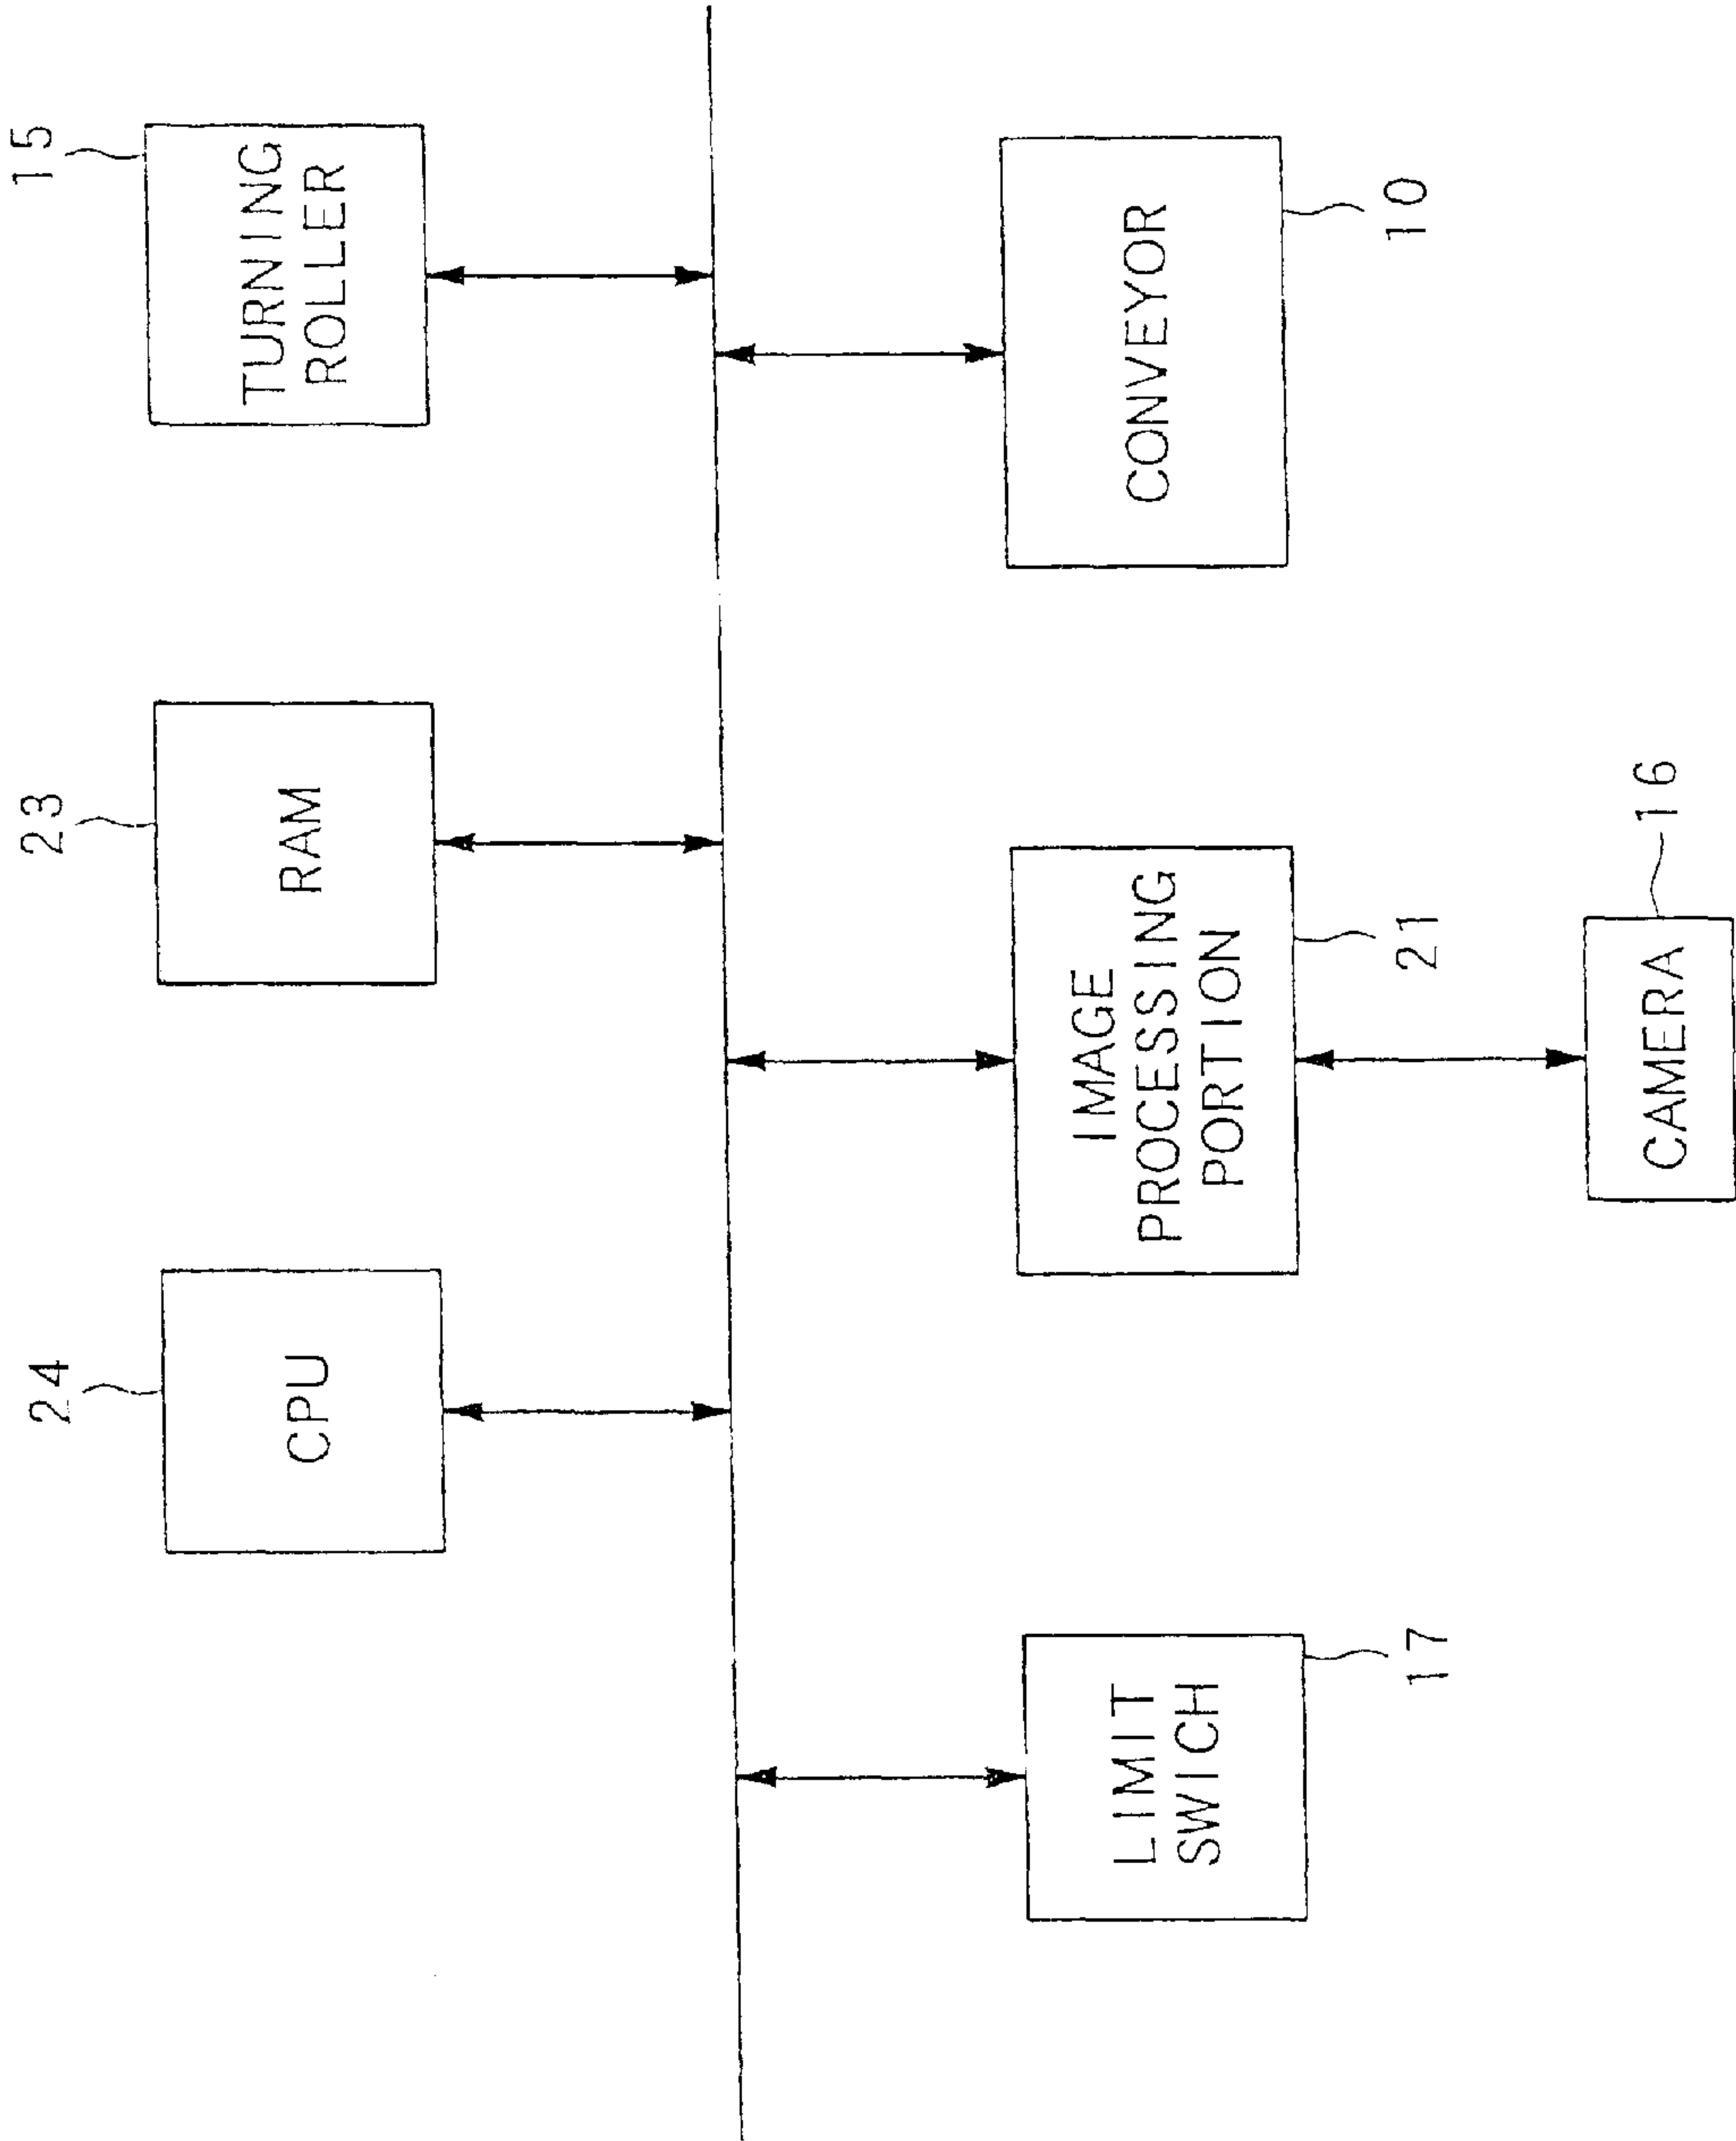 24
CPU
23
RAM
15
TURNING
ROLLER
LIMIT
SWICH
17
IMAGE
PROCESSING
PORTION
21
CONVEYOR
10
CAMERA
16